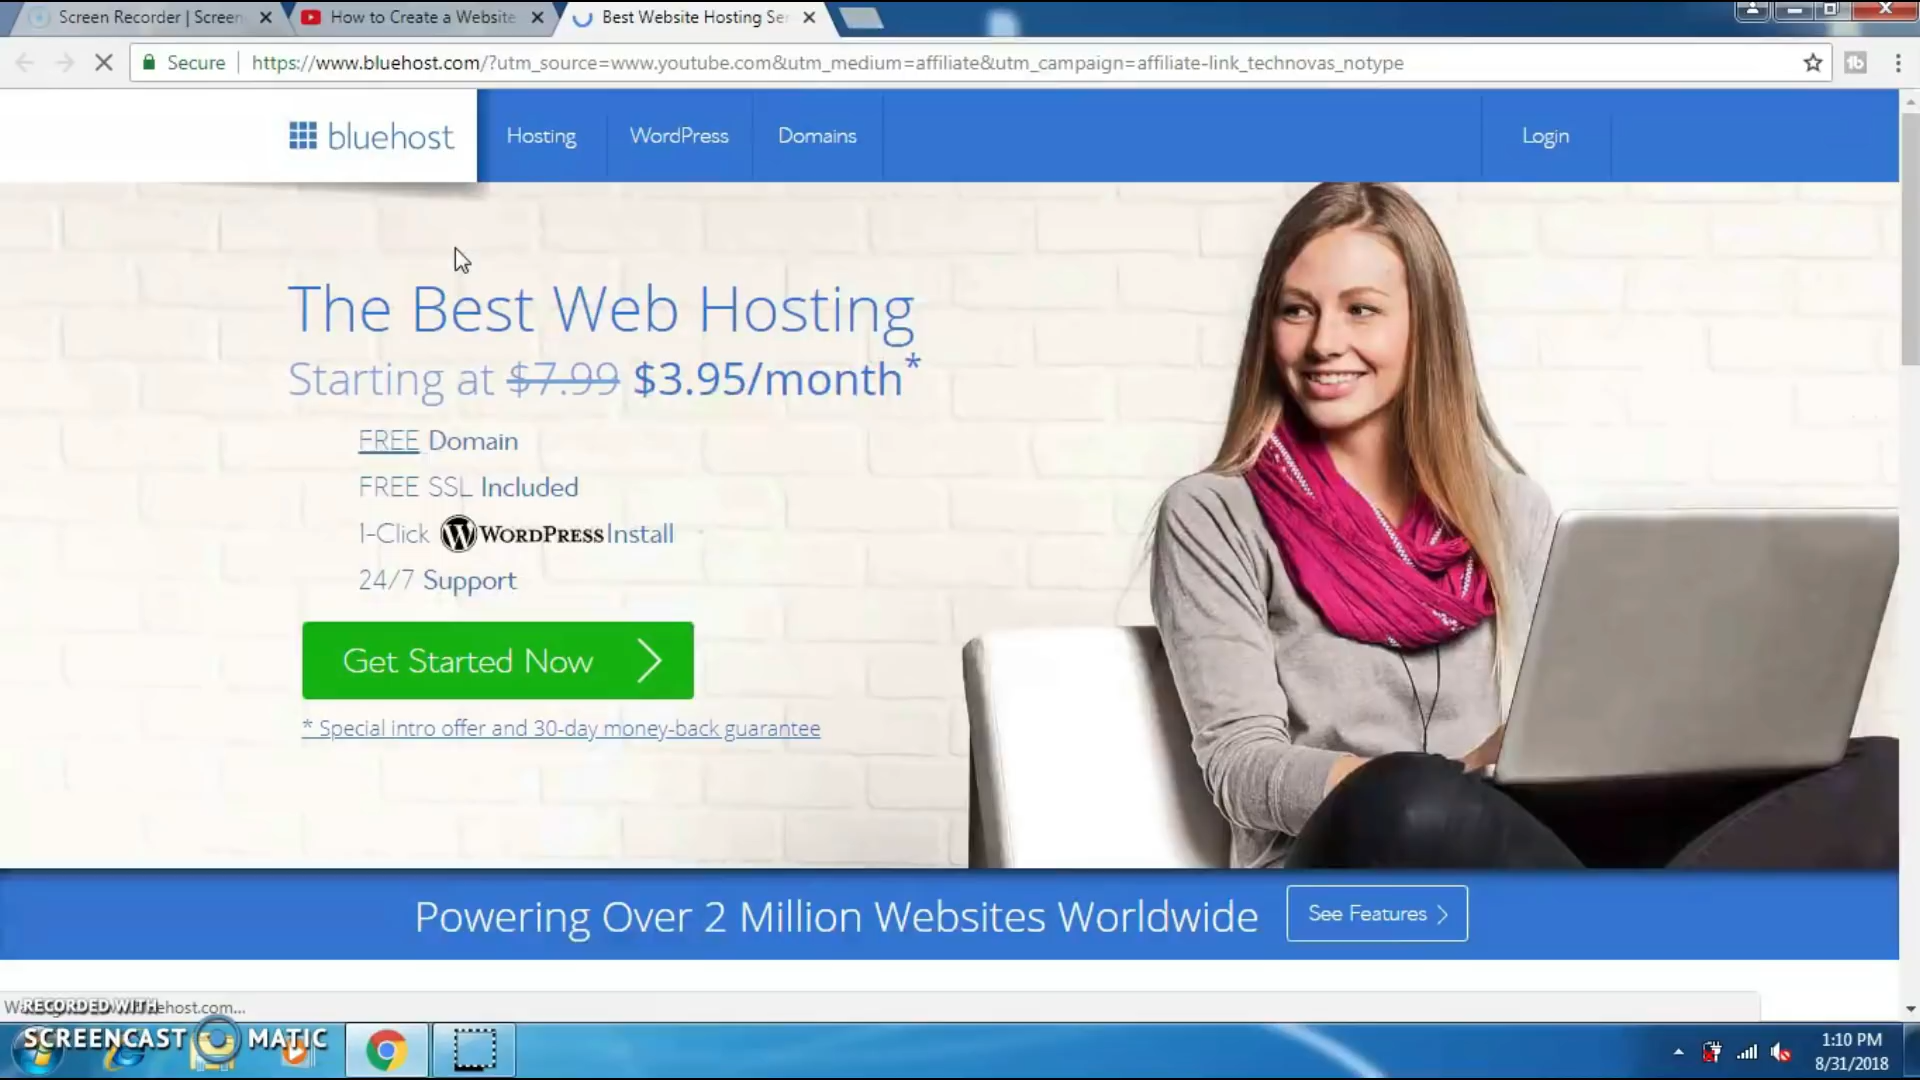 Screen Recorder | Screen
How to Create a Website
Best Website Hosting Ser
Secure
https://www.bluehost.com/?utm_source=www.youtube.com&utm_medium=affiliate&utm_campaign=affiliate-link_technovas_notype
bluehost
Hosting
WordPress
Domains
Login
The Best Web Hosting
Starting at $7.99 $3.95/month*
FREE Domain
FREE SSL Included
1-Click WORDPRESS Install
24/7 Support
Get Started Now
* Special intro offer and 30-day money-back guarantee
Powering Over 2 Million Websites Worldwide
See Features
RECORDED WITH
SCREENCAST MATIC
1:10 PM
8/31/2018